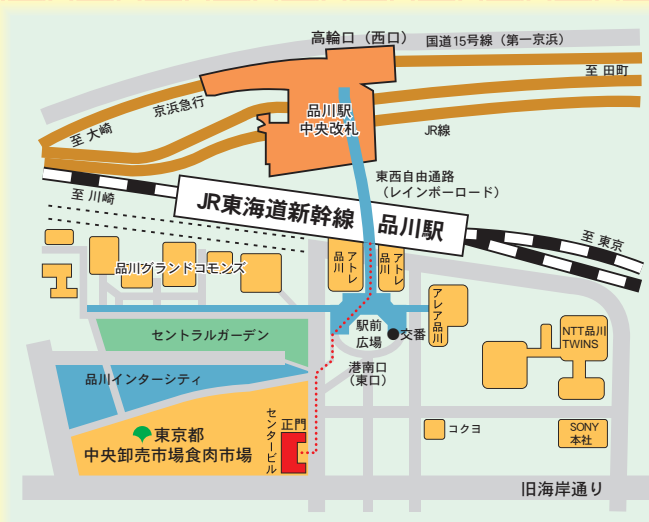 高輪口（西口）
国道15号線（第一京浜）
至 田町
京浜急行
品川駅
中央改札
至 大崎
JR線
東西自由通路
（レインボーロード）
至 川崎
JR東海道新幹線 品川駅
至 東京
品川グランドコモンズ
アトレ
品川
アトレ
品川
アレア品川
駅前
広場
交番
NTT品川
TWINS
セントラルガーデン
港南口
（東口）
品川インターシティ
センタービル
正門
東京都
中央卸売市場食肉市場
コクヨ
SONY
本社
旧海岸通り